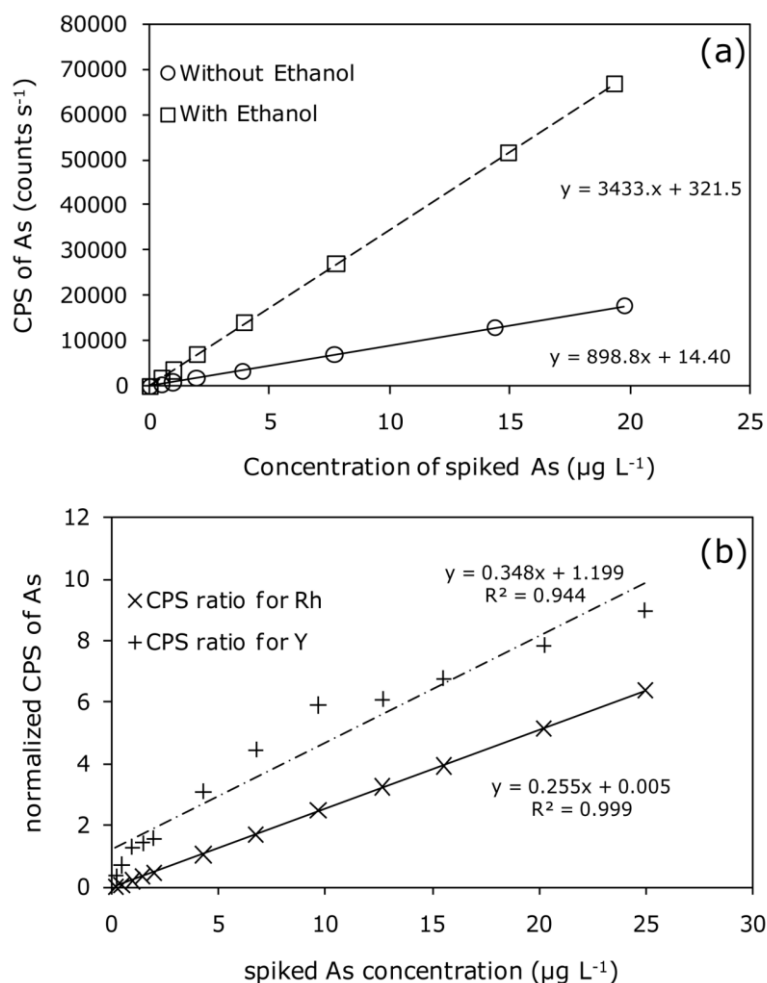 (a)
80000
70000
60000
50000
40000
30000
20000
10000
0
CPS of As (counts s⁻¹)
Without Ethanol
With Ethanol
y = 3433.x + 321.5
y = 898.8x + 14.40
0 5 10 15 20 25
Concentration of spiked As (µg L⁻¹)
(b)
12
10
8
6
4
2
0
normalized CPS of As
y = 0.348x + 1.199
R² = 0.944
CPS ratio for Rh
CPS ratio for Y
y = 0.255x + 0.005
R² = 0.999
0 5 10 15 20 25 30
spiked As concentration (µg L⁻¹)